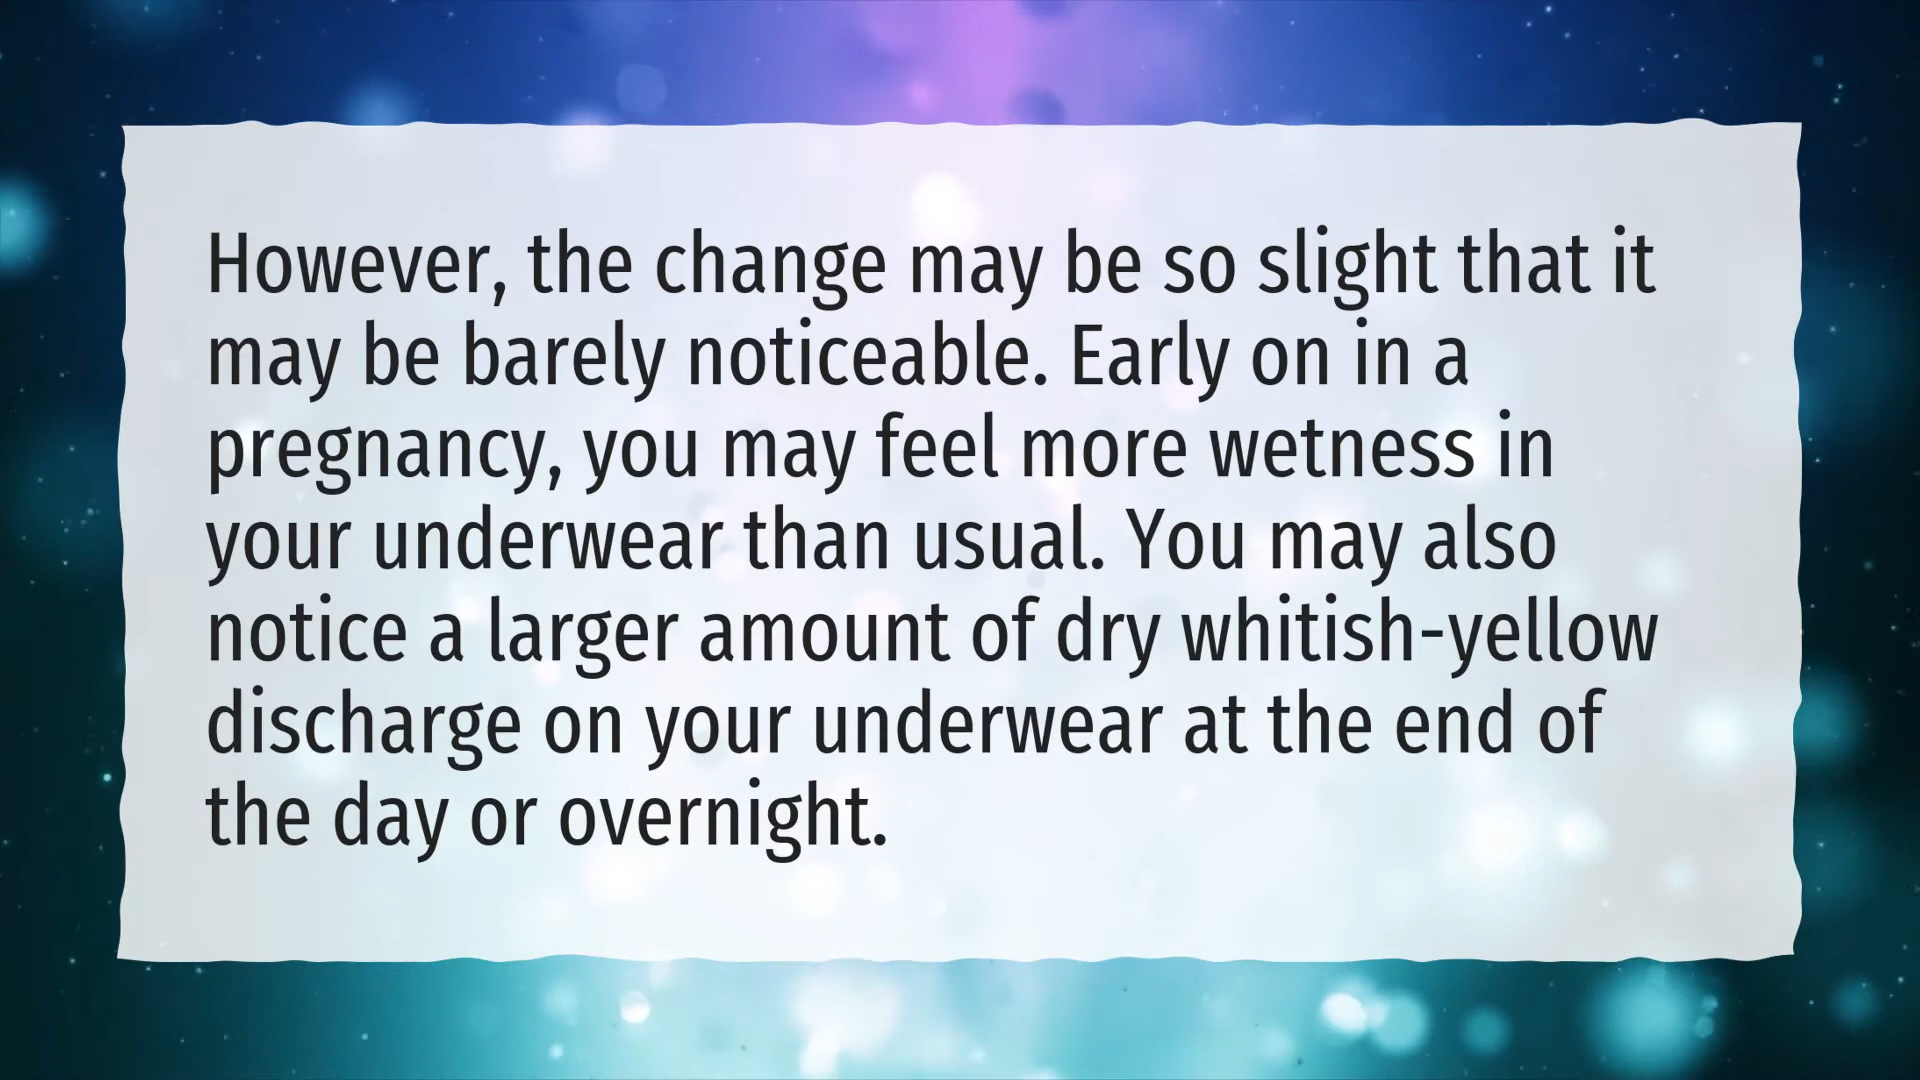 However, the change may be so slight that it
may be barely noticeable. Early on in a
pregnancy, you may feel more wetness in
your underwear than usual. You may also
notice a larger amount of dry whitish-yellow
discharge on your underwear at the end of
the day or overnight.